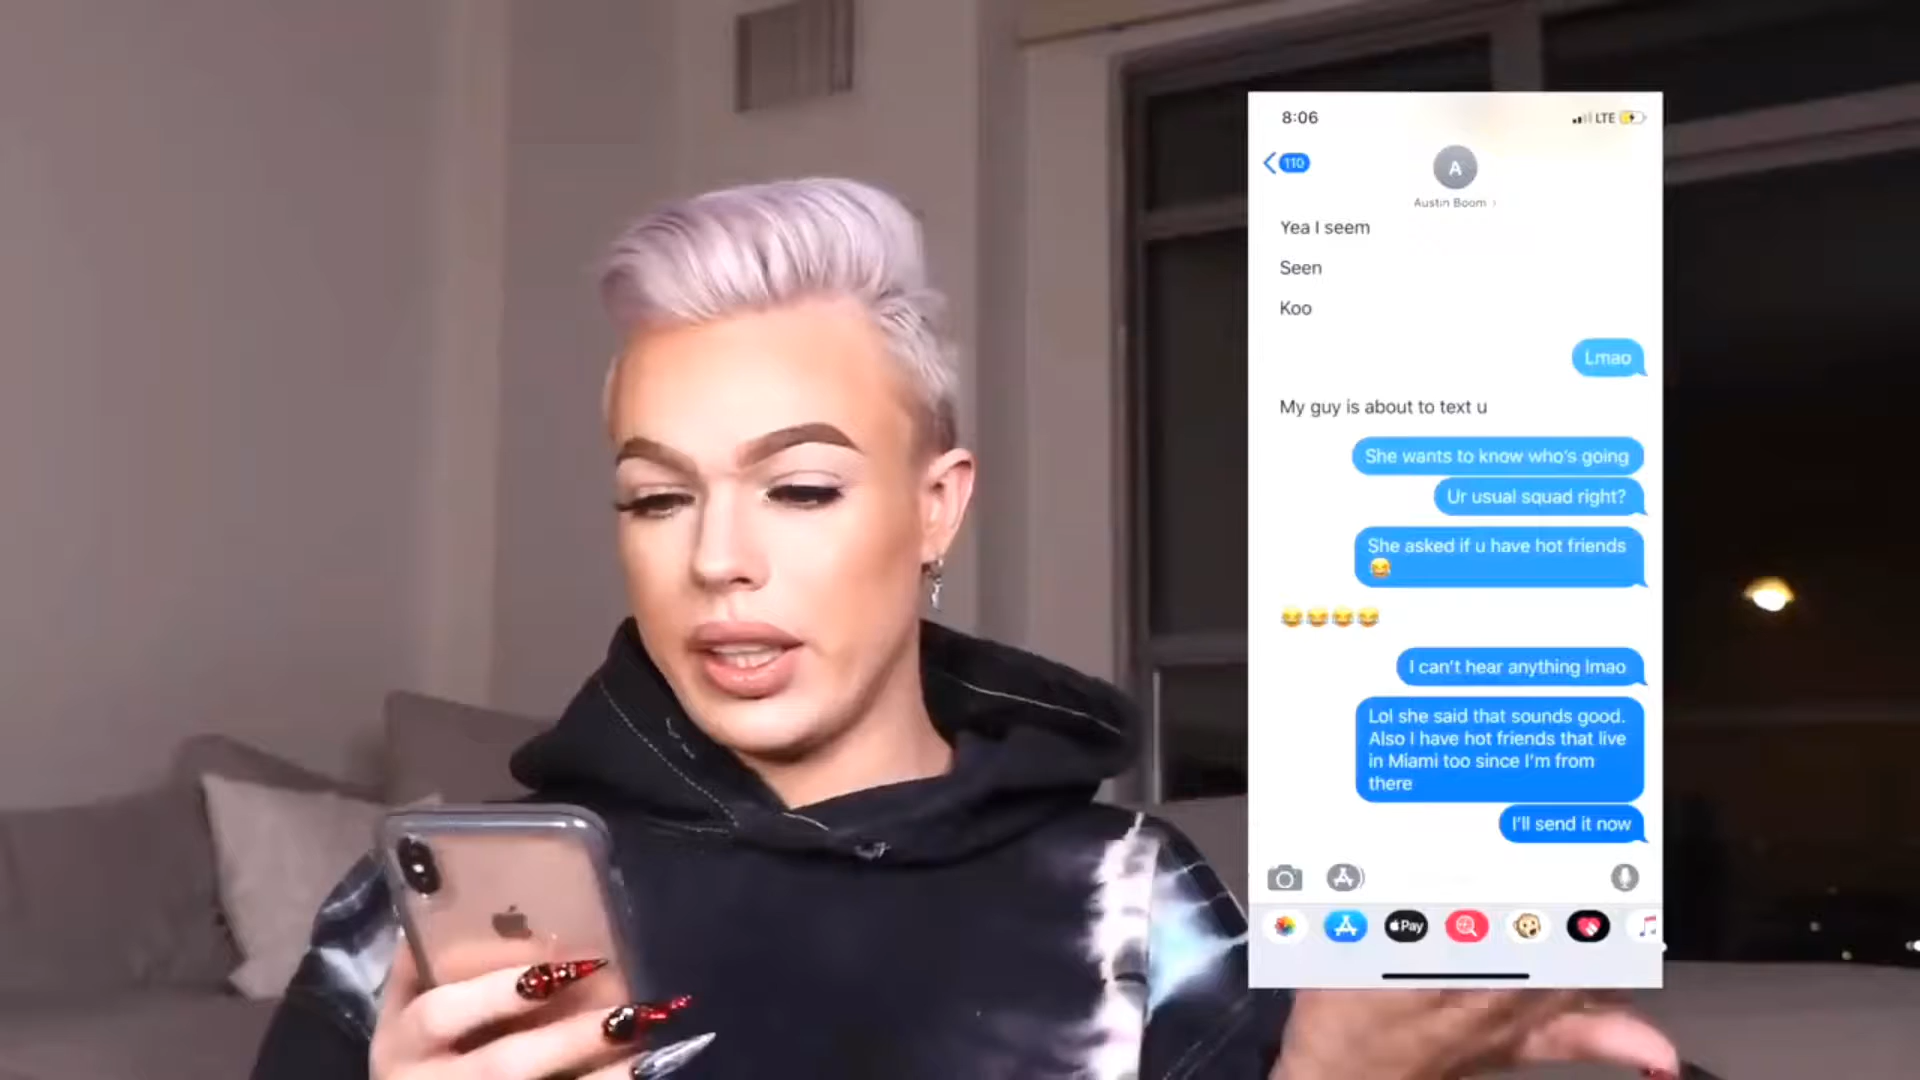 8:06
LTE
110
A
Austin Boom
Yea I seem
Seen
Koo
Lmao
My guy is about to text u
She wants to know who's going
Ur usual squad right?
She asked if u have hot friends
😂
😂😂😂😂
I can't hear anything lmao
Lol she said that sounds good.
Also I have hot friends that live
in Miami too since I'm from
there
I'll send it now
Pay